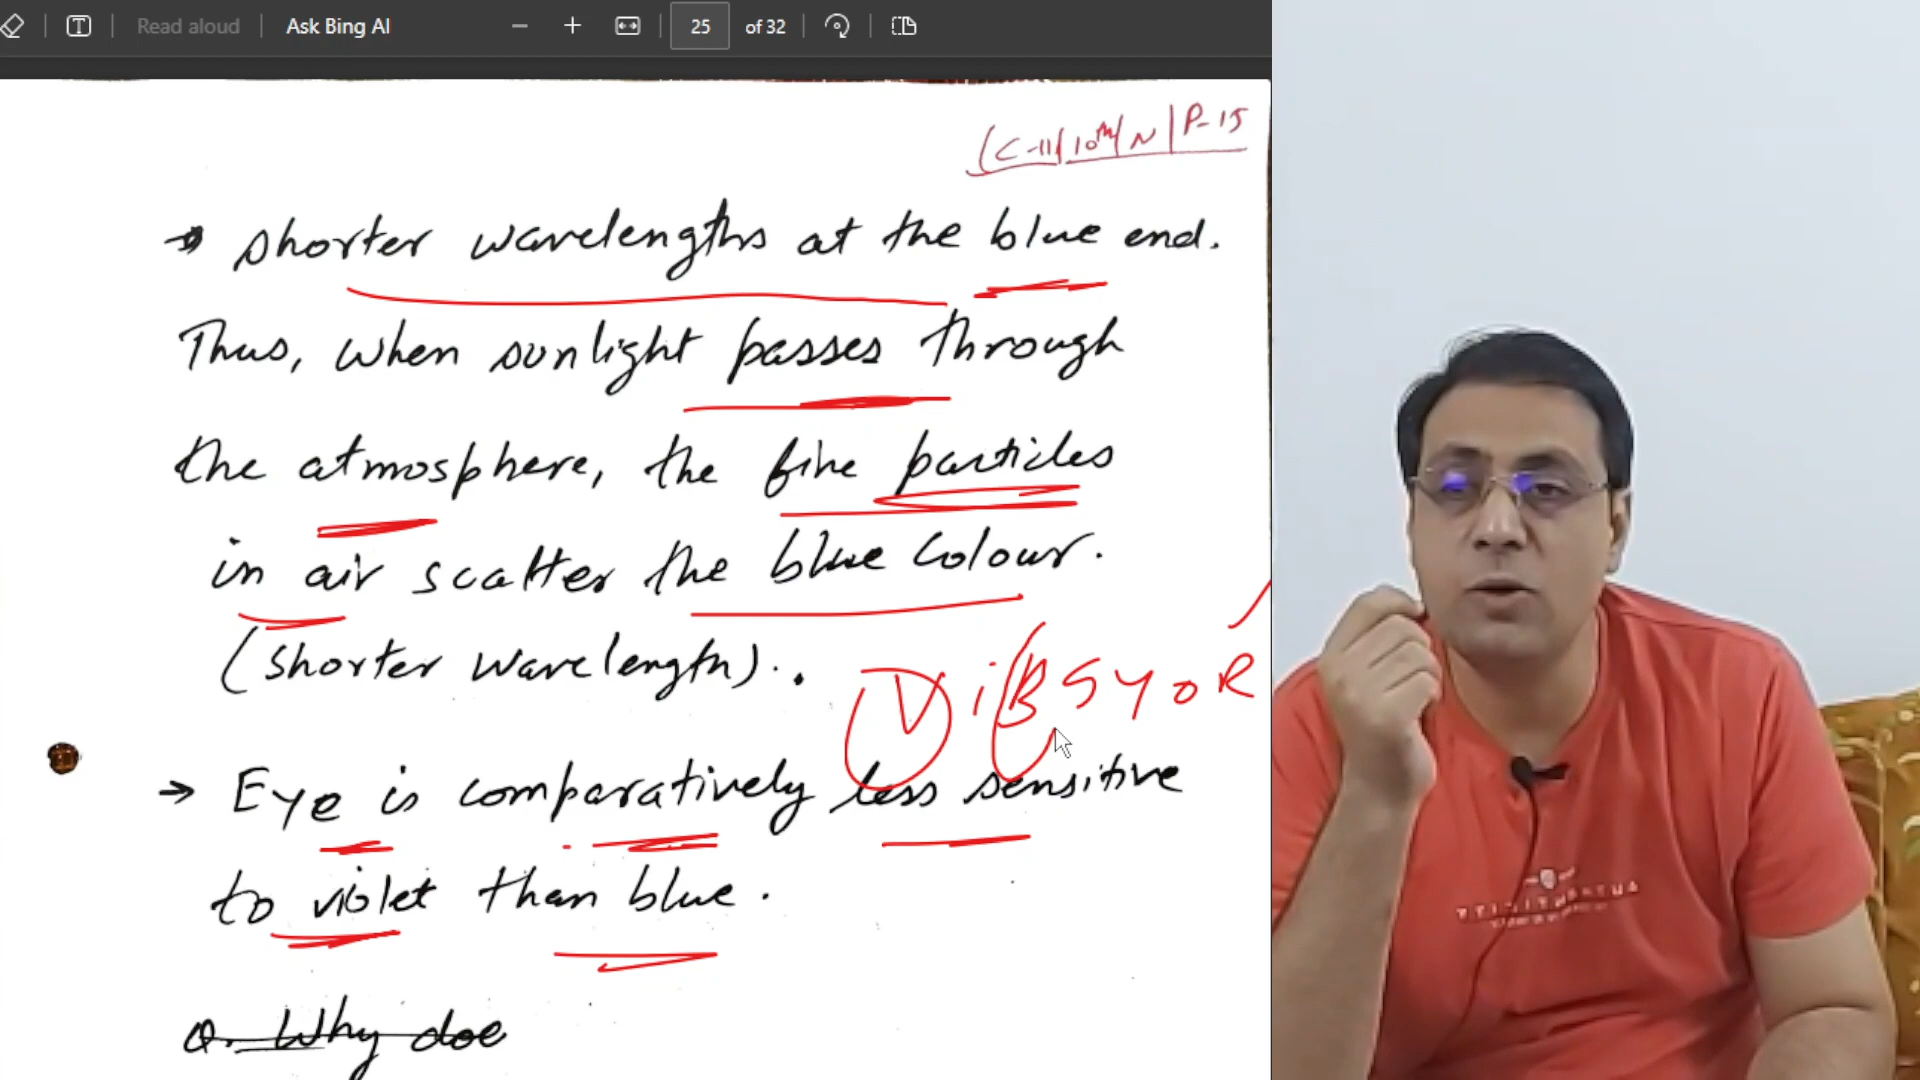 Read aloud Ask Bing AI 25 of 32
(C-11/10th/N/P-15
→ shorter wavelengths at the blue end.
Thus, when sunlight passes through
the atmosphere, the fine particles
in air scatter the blue colour.
(shorter wavelength).
V i B G Y O R
→ Eye is comparatively less sensitive
to violet than blue.
Q. Why doe